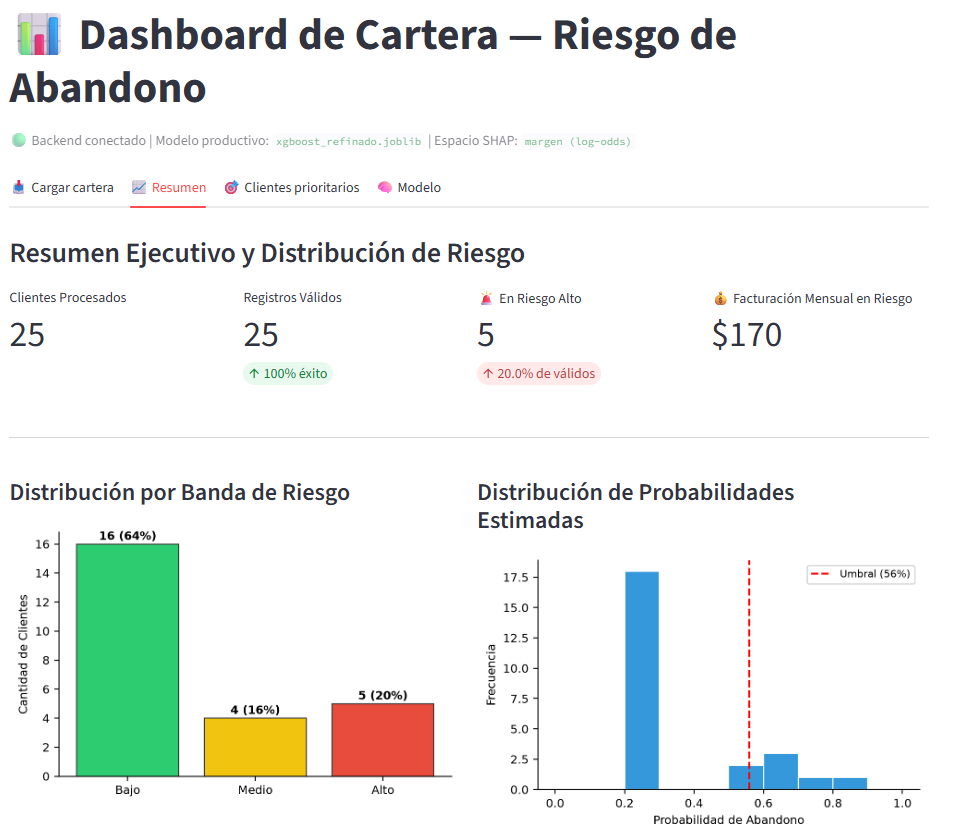 Dashboard de Cartera — Riesgo de
Abandono
Backend conectado | Modelo productivo: xgboost_refinado.joblib | Espacio SHAP: margen (log-odds)
Cargar cartera Resumen Clientes prioritarios Modelo
Resumen Ejecutivo y Distribución de Riesgo
Clientes Procesados
25
Registros Válidos
25
↑ 100% éxito
En Riesgo Alto
5
↑ 20.0% de válidos
Facturación Mensual en Riesgo
$170
Distribución por Banda de Riesgo
Cantidad de Clientes
16
14
12
10
8
6
4
2
0
16 (64%)
4 (16%)
5 (20%)
Bajo Medio Alto
Distribución de Probabilidades
Estimadas
Frecuencia
17.5
15.0
12.5
10.0
7.5
5.0
2.5
0.0
Umbral (56%)
0.0 0.2 0.4 0.6 0.8 1.0
Probabilidad de Abandono